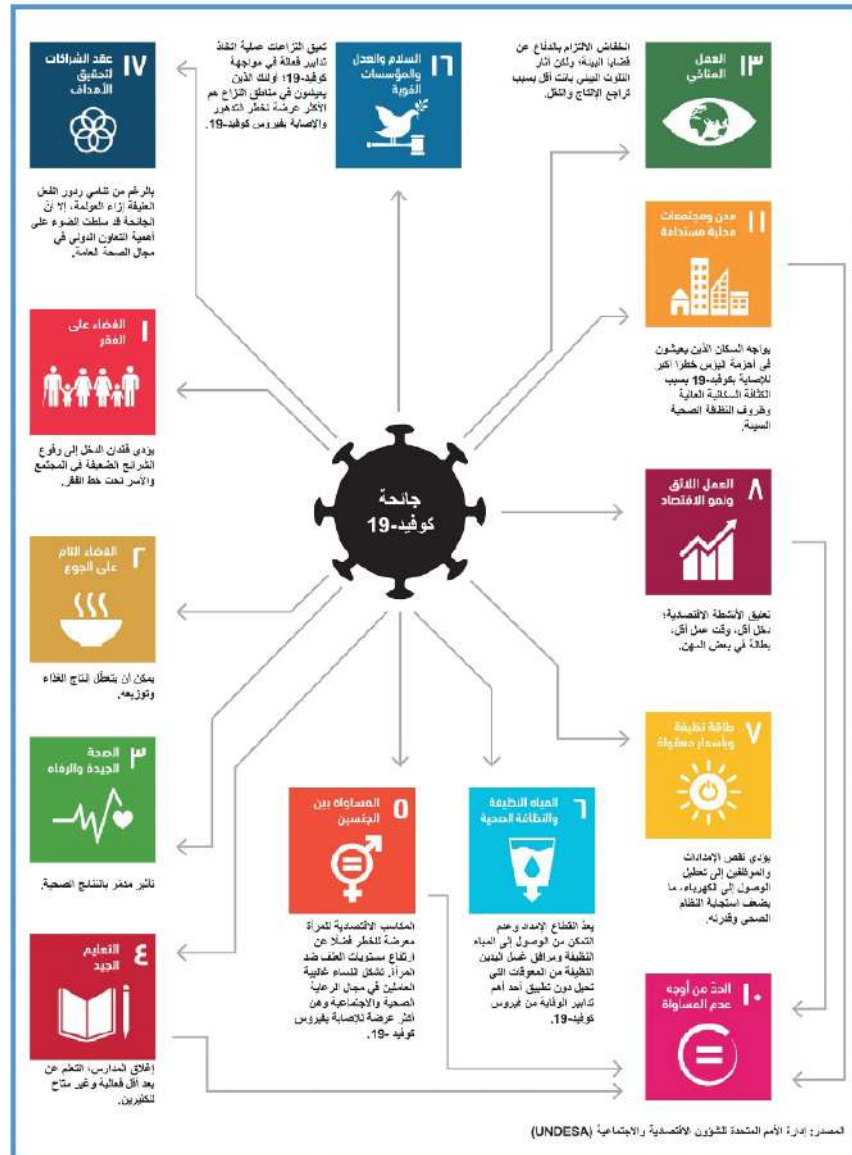 ١٧ عقد الشراكات
لتحقيق
الأهداف
بالرغم من تنامي ردود الفعل
العنيفة إزاء العولمة، إلا أنّ
الجائحة قد سلطت الضوء على
أهمية التعاون الدولي في
مجال الصحة العامة.
١٦ السلام والعدل
والمؤسسات
القوية
تعيق النزاعات عملية اتخاذ
تدابير فعالة في مواجهة
كوفيد-19؛ أولئك الذين
يعيشون في مناطق النزاع هم
الأكثر عرضة لخطر التدهور
والإصابة بفيروس كوفيد-19.
١٣ العمل
المناخي
انخفاض الالتزام بالدفاع عن
قضايا البيئة؛ ولكن آثار
التلوث البيئي باتت أقل بسبب
تراجع الإنتاج والنقل.
١١ مدن ومجتمعات
محلية مستدامة
يواجه السكان الذين يعيشون
في أحزمة البؤس خطرا أكبر
للإصابة بكوفيد-19 بسبب
الكثافة السكانية العالية
وظروف النظافة الصحية
السيئة.
١ القضاء على
الفقر
يؤدي فقدان الدخل إلى وقوع
الشرائح الضعيفة في المجتمع
والأسر تحت خط الفقر.
جائحة
كوفيد-19
٨ العمل اللائق
ونمو الاقتصاد
تعليق الأنشطة الاقتصادية؛
دخل أقل، وقت عمل أقل،
بطالة في بعض المهن.
٢ القضاء التام
على الجوع
يمكن أن يتعطّل انتاج الغذاء
وتوزيعه.
٧ طاقة نظيفة
وبأسعار معقولة
يؤدي نقص الإمدادات
والموظفين إلى تعطيل
الوصول إلى الكهرباء، ما
يضعف استجابة النظام
الصحي وقدرته.
٣ الصحة
الجيدة والرفاه
تأثير مدمّر بالنتائج الصحية.
٥ المساواة بين
الجنسين
المكاسب الاقتصادية للمرأة
معرضة للخطر فضلًا عن
ارتفاع مستويات العنف ضد
المرأة. تشكل النساء غالبية
العاملين في مجال الرعاية
الصحية والاجتماعية وهن
أكثر عرضة للإصابة بفيروس
كوفيد -19.
٦ المياه النظيفة
والنظافة الصحية
يعدّ انقطاع الإمداد وعدم
التمكن من الوصول إلى المياه
النظيفة ومرافق غسل اليدين
النظيفة من المعوقات التي
تحيل دون تطبيق أحد أهم
تدابير الوقاية من فيروس
كوفيد-19.
٤ التعليم
الجيد
إغلاق المدارس، التعلم عن
بعد أقل فعالية وغير متاح
للكثيرين.
١٠ الحدّ من أوجه
عدم المساواة
المصدر: إدارة الأمم المتحدة للشؤون الاقتصادية والاجتماعية (UNDESA)